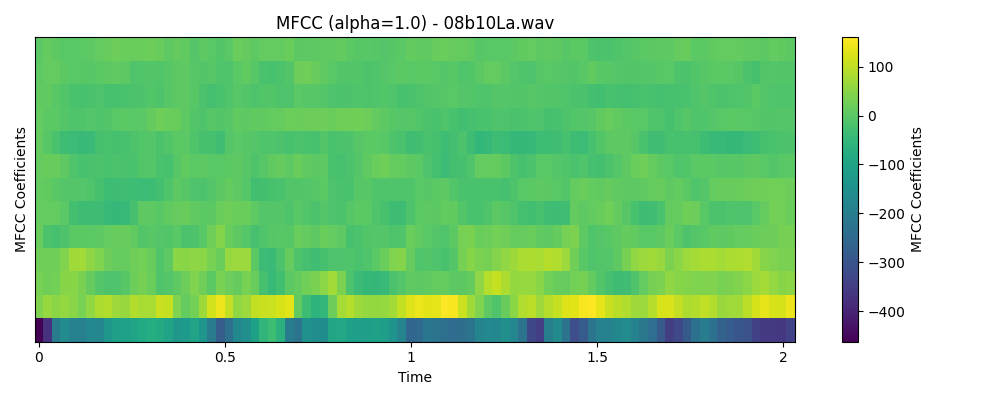 MFCC (alpha=1.0) - 08b10La.wav
MFCC Coefficients
0 0.5 1 1.5 2
Time
100
0
−100
−200
−300
−400
MFCC Coefficients